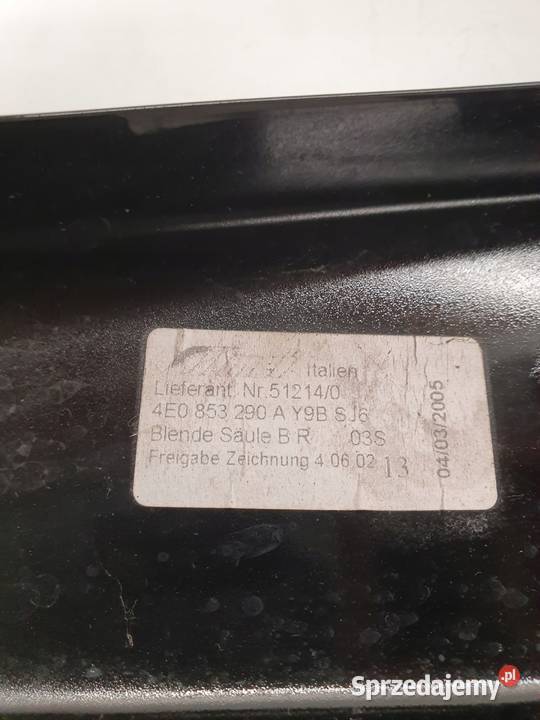 Italien
Lieferant. Nr.51214/0
4E0 853 290 A Y9B SJ6
Blende Säule B R 03S
Freigabe Zeichnung 4.06.02 13
04/03/2005
Sprzedajemy.pl